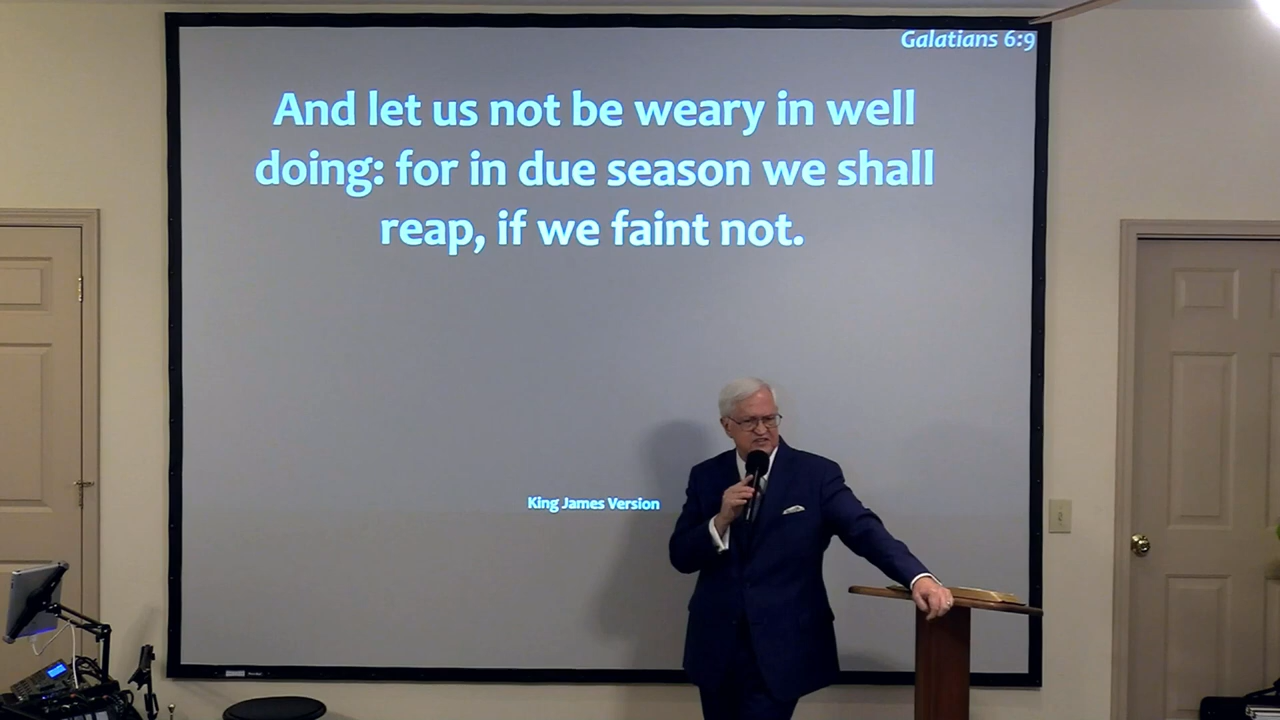 Galatians 6:9
And let us not be weary in well
doing: for in due season we shall
reap, if we faint not.
King James Version